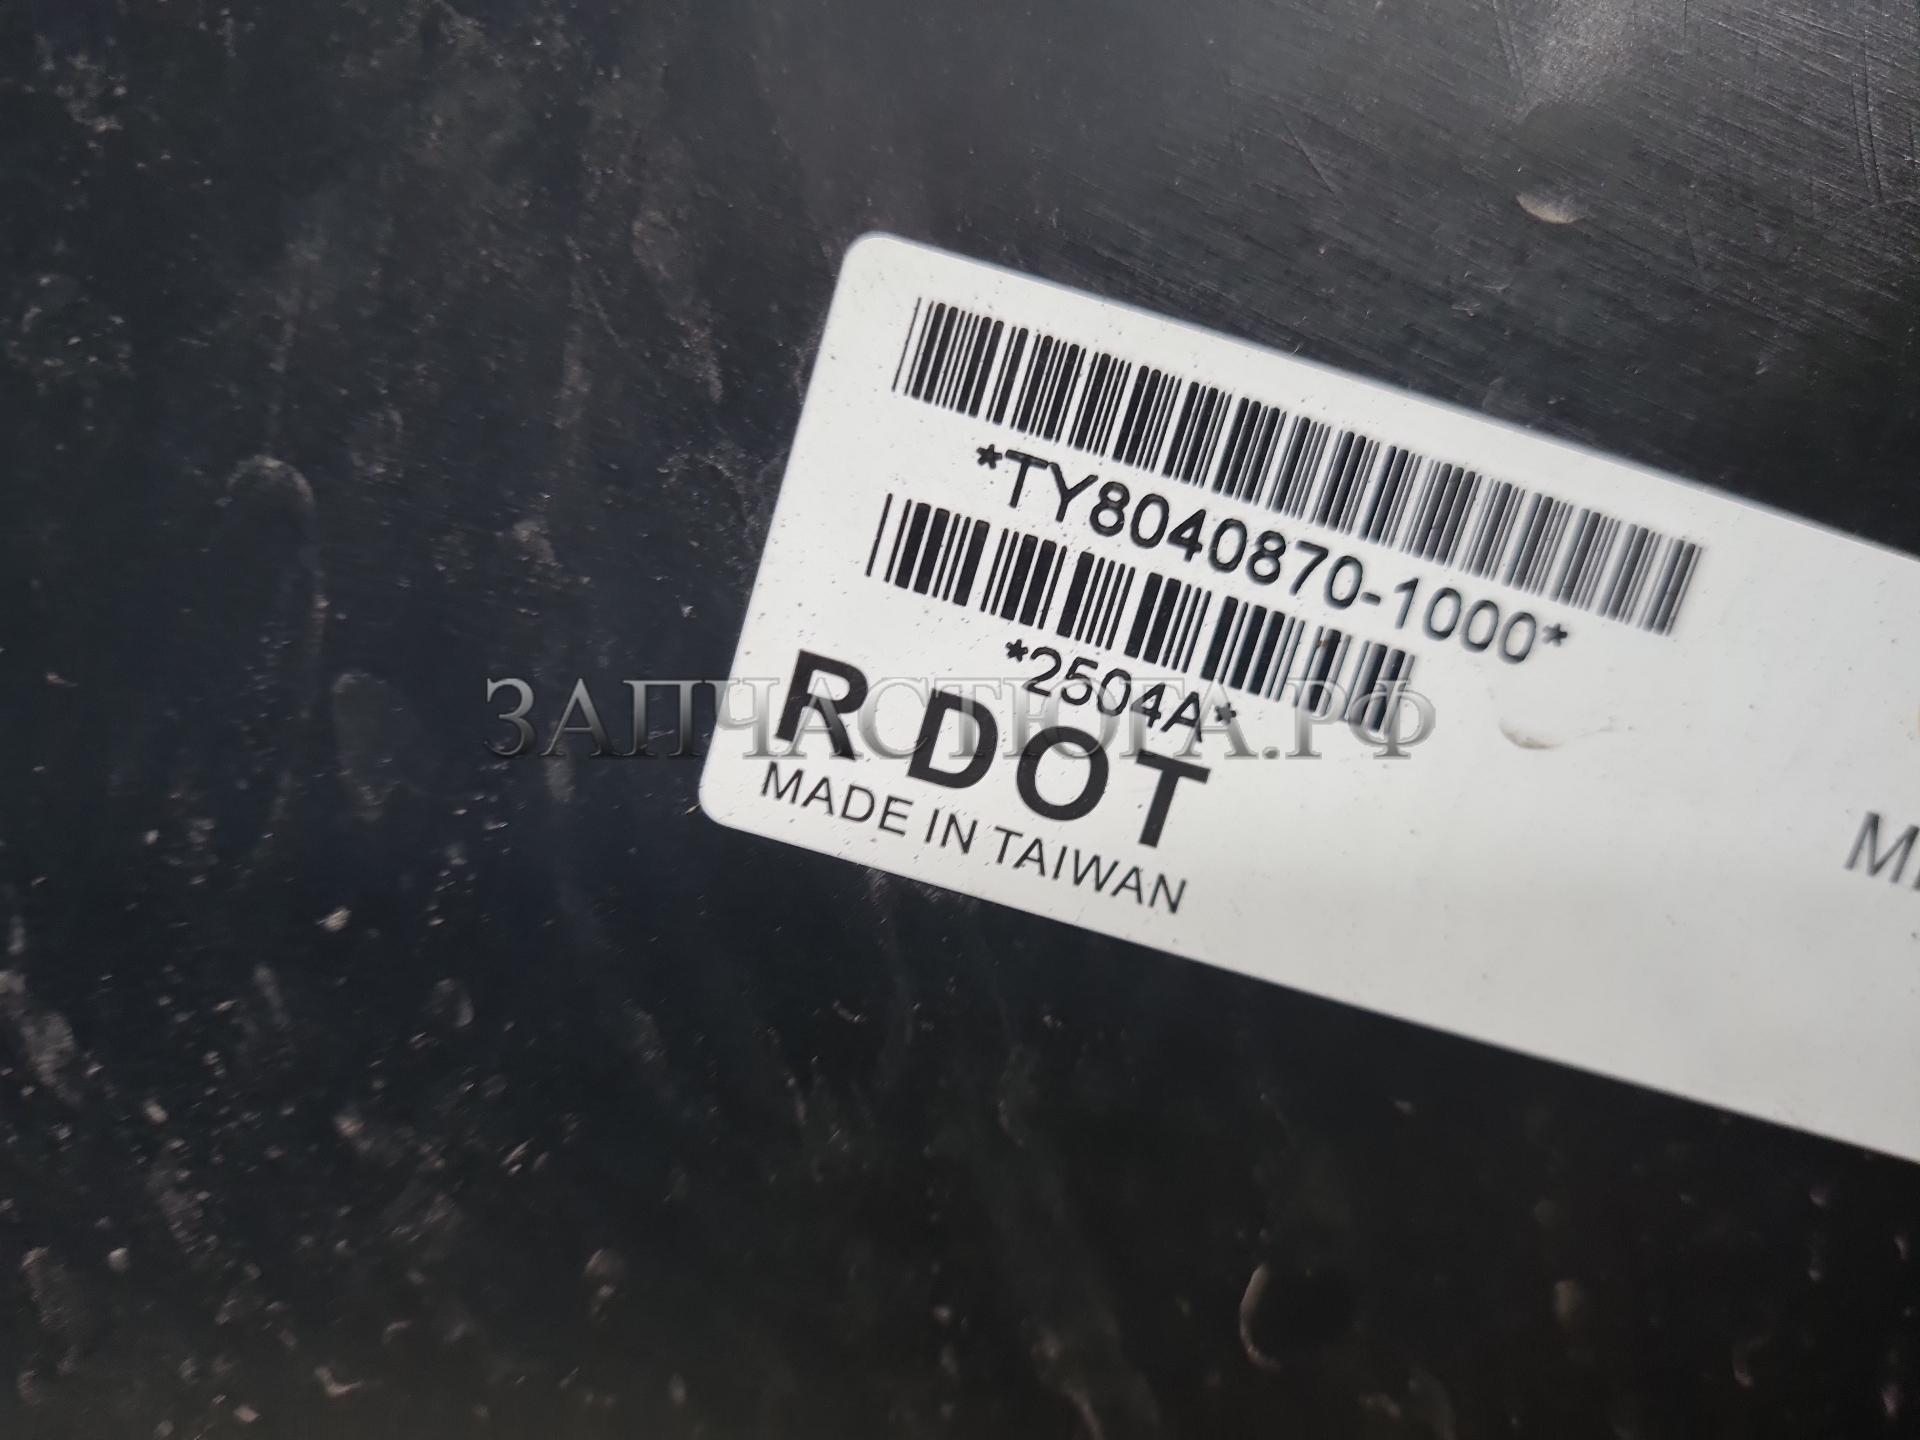 *TY8040870-1000*
*2504A*
R DOT
MADE IN TAIWAN
ЗАПЧАСТЮГА.РФ